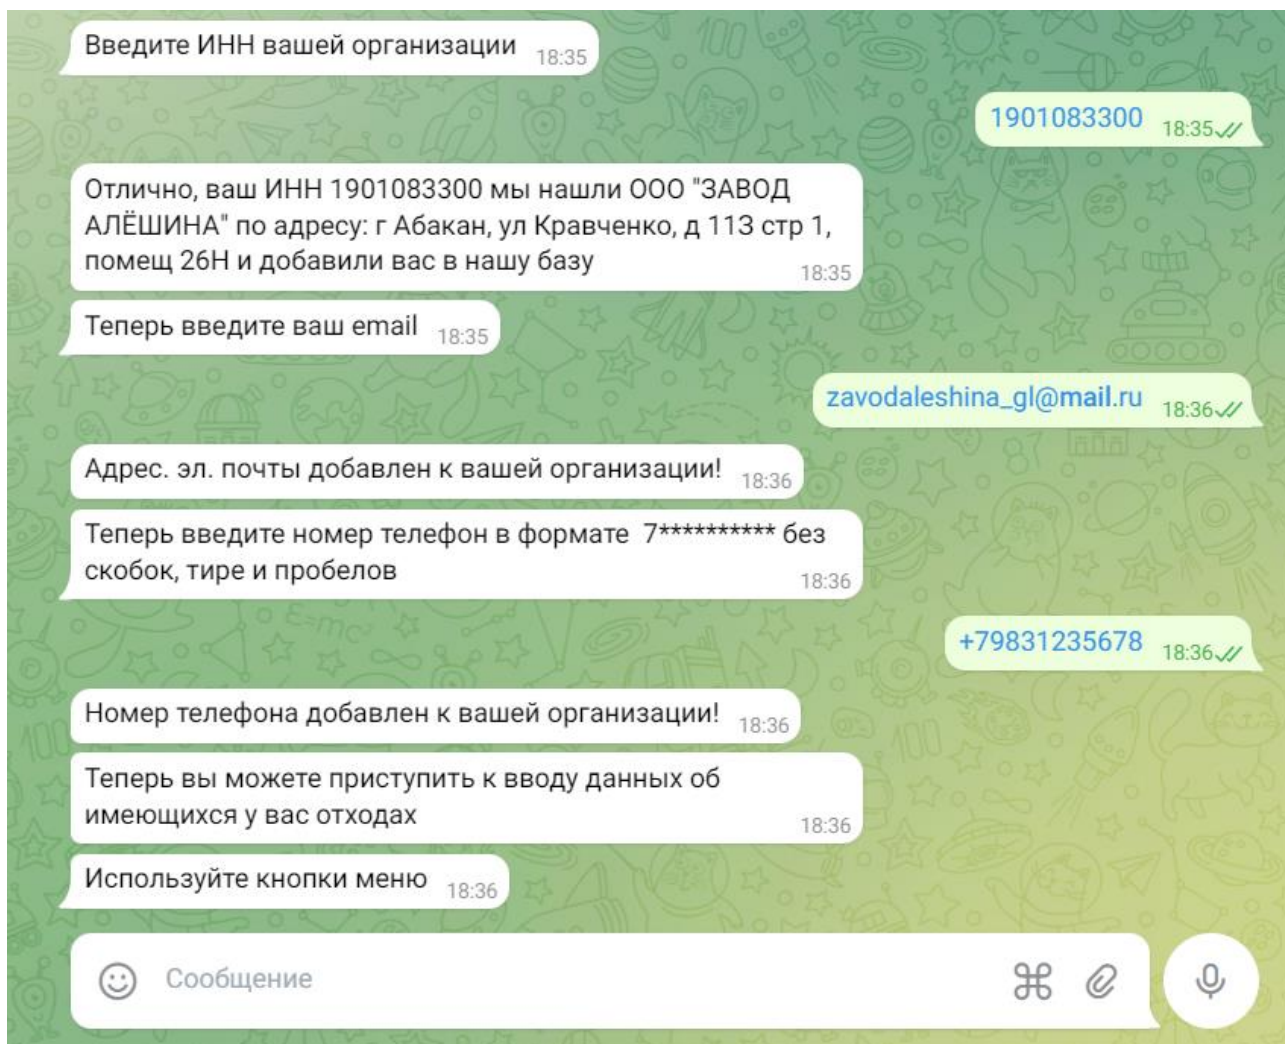 Введите ИНН вашей организации 18:35
1901083300 18:35
Отлично, ваш ИНН 1901083300 мы нашли ООО "ЗАВОД
АЛЁШИНА" по адресу: г Абакан, ул Кравченко, д 113 стр 1,
помещ 26Н и добавили вас в нашу базу 18:35
Теперь введите ваш email 18:35
zavodaleshina_gl@mail.ru 18:36
Адрес. эл. почты добавлен к вашей организации! 18:36
Теперь введите номер телефон в формате 7********** без
скобок, тире и пробелов 18:36
+79831235678 18:36
Номер телефона добавлен к вашей организации! 18:36
Теперь вы можете приступить к вводу данных об
имеющихся у вас отходах 18:36
Используйте кнопки меню 18:36
Сообщение